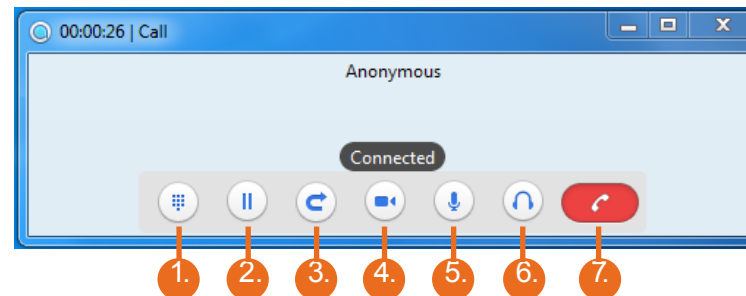 00:00:26 | Call
Anonymous
Connected
1. 2. 3. 4. 5. 6. 7.